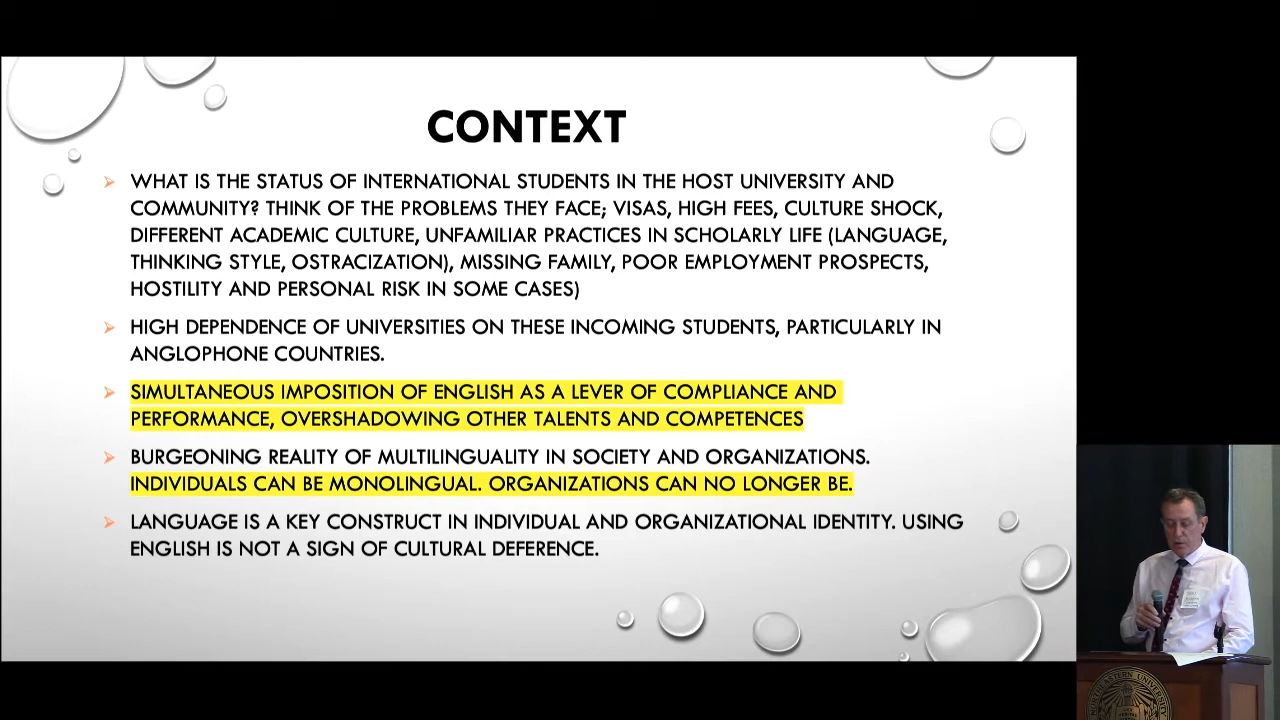 CONTEXT
WHAT IS THE STATUS OF INTERNATIONAL STUDENTS IN THE HOST UNIVERSITY AND
COMMUNITY? THINK OF THE PROBLEMS THEY FACE; VISAS, HIGH FEES, CULTURE SHOCK,
DIFFERENT ACADEMIC CULTURE, UNFAMILIAR PRACTICES IN SCHOLARLY LIFE (LANGUAGE,
THINKING STYLE, OSTRACIZATION), MISSING FAMILY, POOR EMPLOYMENT PROSPECTS,
HOSTILITY AND PERSONAL RISK IN SOME CASES)
HIGH DEPENDENCE OF UNIVERSITIES ON THESE INCOMING STUDENTS, PARTICULARLY IN
ANGLOPHONE COUNTRIES.
SIMULTANEOUS IMPOSITION OF ENGLISH AS A LEVER OF COMPLIANCE AND
PERFORMANCE, OVERSHADOWING OTHER TALENTS AND COMPETENCES
BURGEONING REALITY OF MULTILINGUALITY IN SOCIETY AND ORGANIZATIONS.
INDIVIDUALS CAN BE MONOLINGUAL. ORGANIZATIONS CAN NO LONGER BE.
LANGUAGE IS A KEY CONSTRUCT IN INDIVIDUAL AND ORGANIZATIONAL IDENTITY. USING
ENGLISH IS NOT A SIGN OF CULTURAL DEFERENCE.
NORTHEASTERN UNIVERSITY